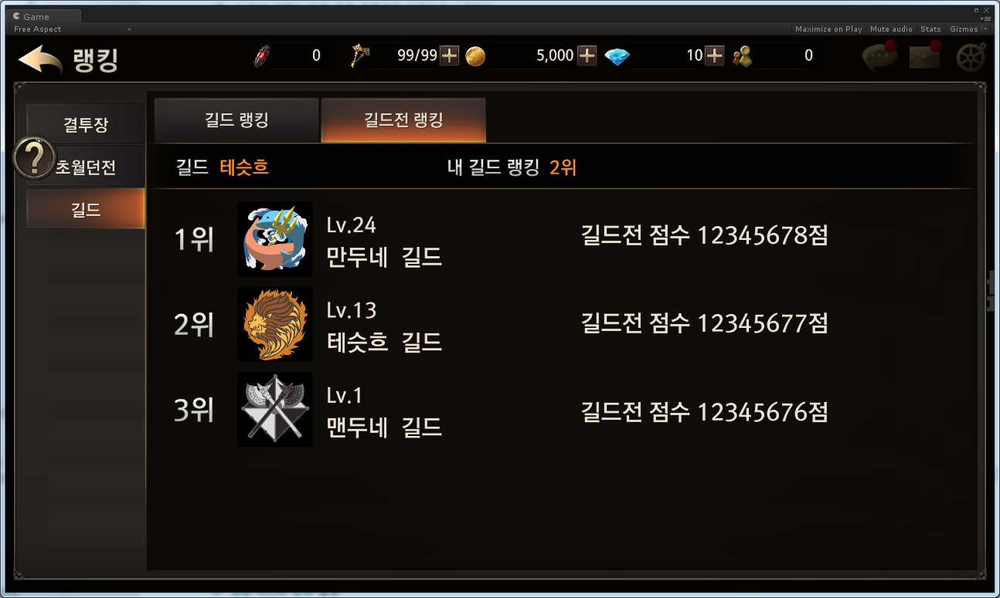 Game
Free Aspect
Maximize on Play Mute audio Stats Gizmos
랭킹 0 99/99 5,000 10 0
결투장
초월던전
길드
길드 랭킹 길드전 랭킹
길드 테슷흐 내 길드 랭킹 2위
1위
Lv.24
만두네 길드
길드전 점수 12345678점
2위
Lv.13
테슷흐 길드
길드전 점수 12345677점
3위
Lv.1
맨두네 길드
길드전 점수 12345676점